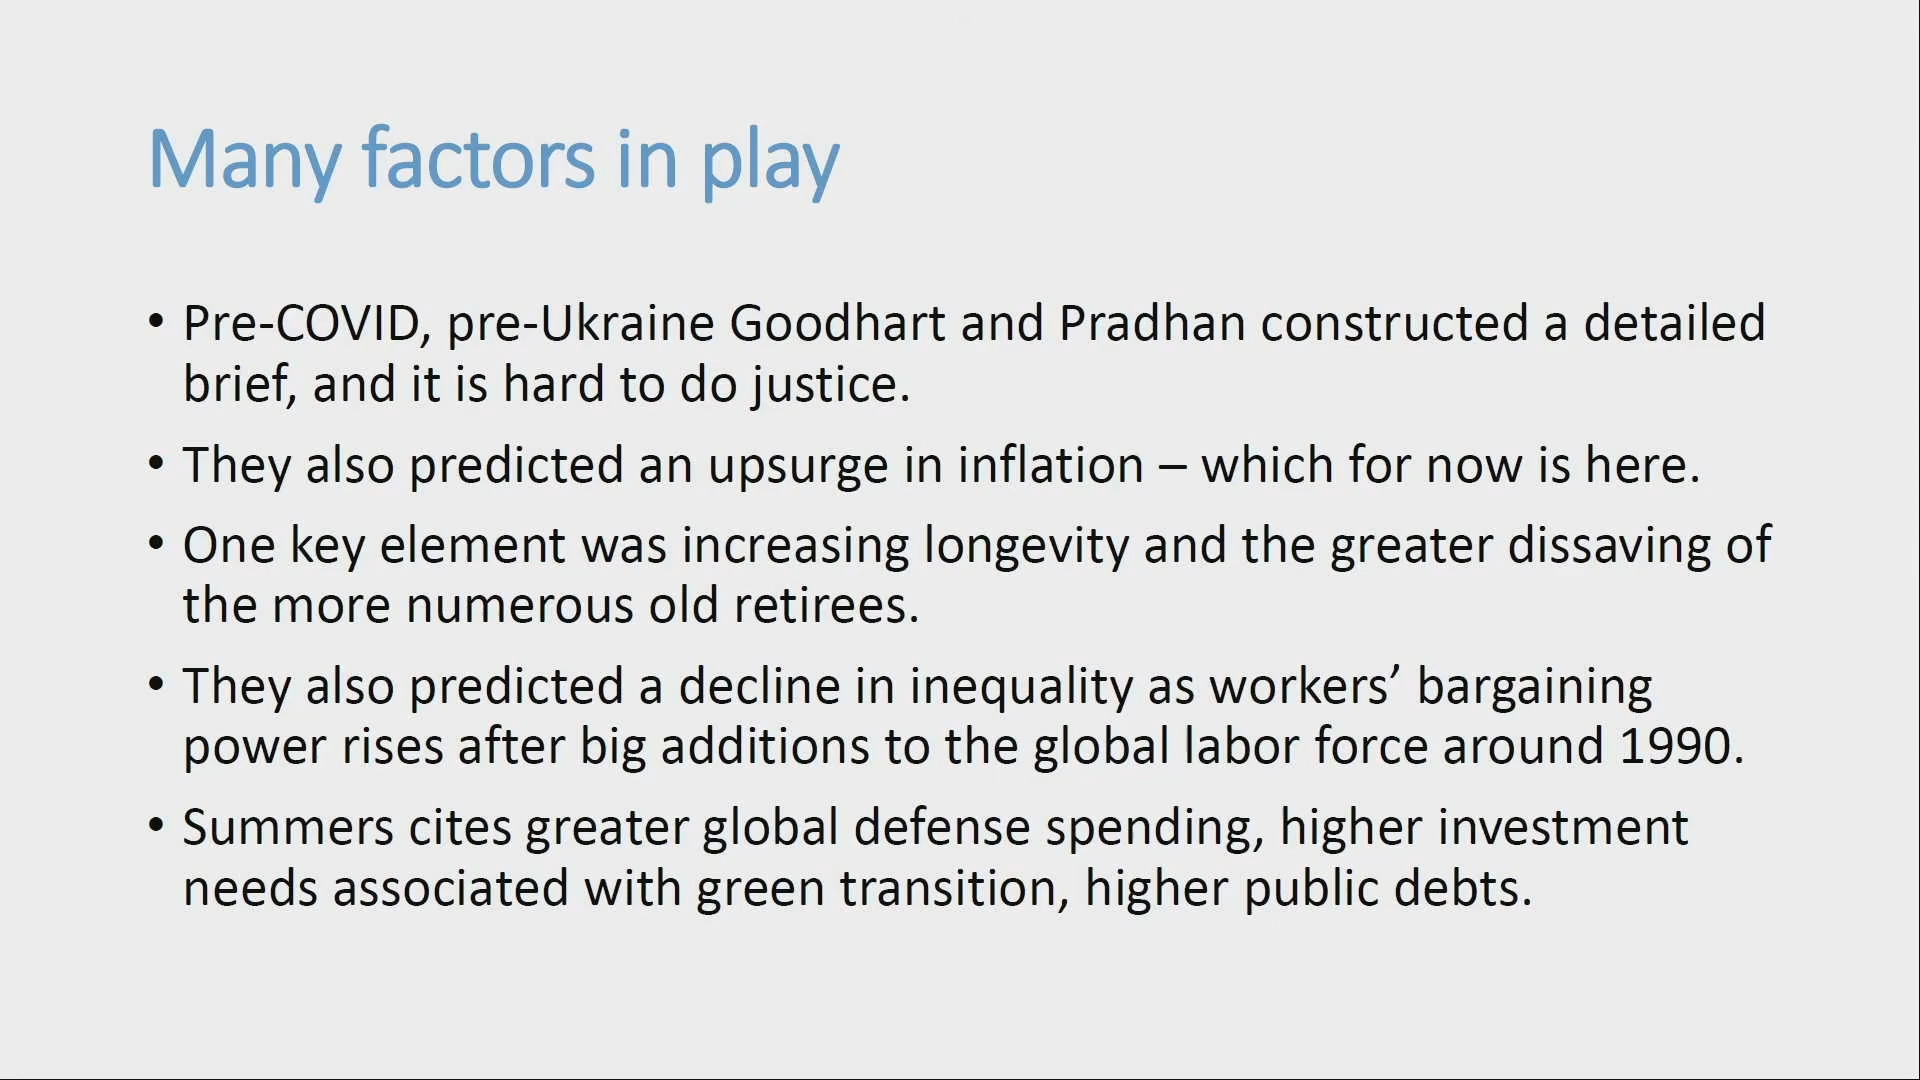 Many factors in play
• Pre-COVID, pre-Ukraine Goodhart and Pradhan constructed a detailed
brief, and it is hard to do justice.
• They also predicted an upsurge in inflation – which for now is here.
• One key element was increasing longevity and the greater dissaving of
the more numerous old retirees.
• They also predicted a decline in inequality as workers’ bargaining
power rises after big additions to the global labor force around 1990.
• Summers cites greater global defense spending, higher investment
needs associated with green transition, higher public debts.